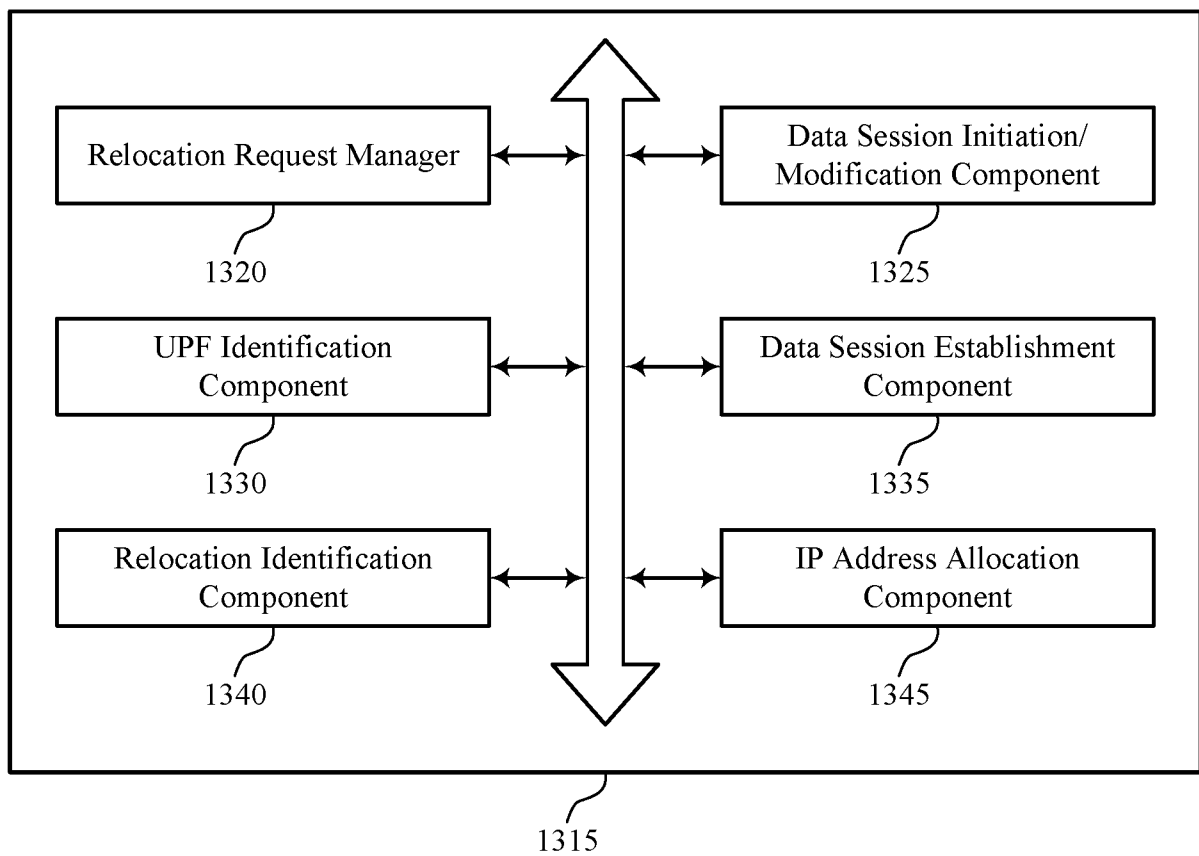 Relocation Request Manager
1320
Data Session Initiation/
Modification Component
1325
UPF Identification
Component
1330
Data Session Establishment
Component
1335
Relocation Identification
Component
1340
IP Address Allocation
Component
1345
1315